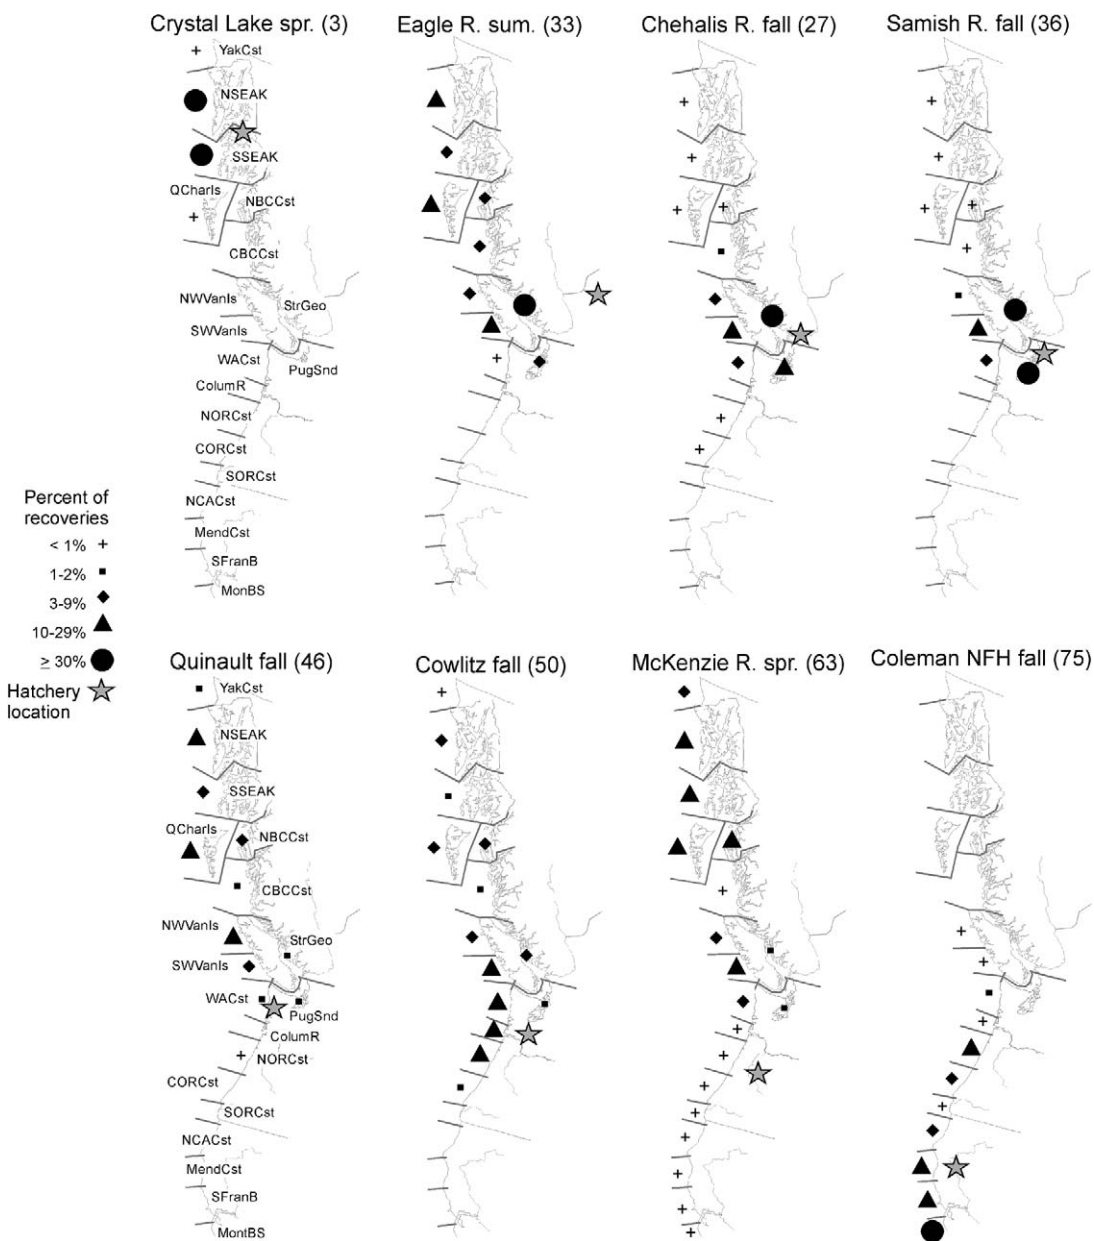 Crystal Lake spr. (3) Eagle R. sum. (33) Chehalis R. fall (27) Samish R. fall (36)
YakCst
NSEAK
SSEAK
QCharIs
NBCCst
CBCCst
NWVanIs
StrGeo
SWVanIs
WACst
PugSnd
ColumR
NORCst
CORCst
SORCst
NCACst
MendCst
SFranB
MonBS
Percent of
recoveries
< 1%
1-2%
3-9%
10-29%
≥ 30%
Hatchery
location
Quinault fall (46) Cowlitz fall (50) McKenzie R. spr. (63) Coleman NFH fall (75)
YakCst
NSEAK
SSEAK
QCharIs
NBCCst
CBCCst
NWVanIs
StrGeo
SWVanIs
WACst
PugSnd
ColumR
NORCst
CORCst
SORCst
NCACst
MendCst
SFranB
MontBS